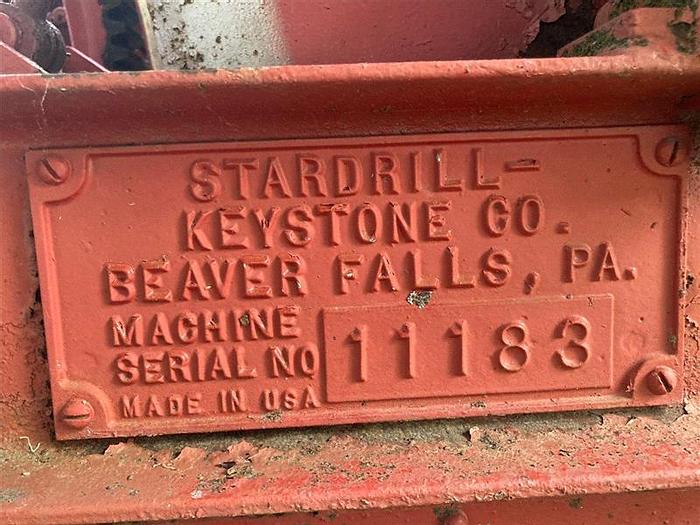 STARDRILL-
KEYSTONE CO.
BEAVER FALLS, PA.
MACHINE
SERIAL NO 11183
MADE IN USA